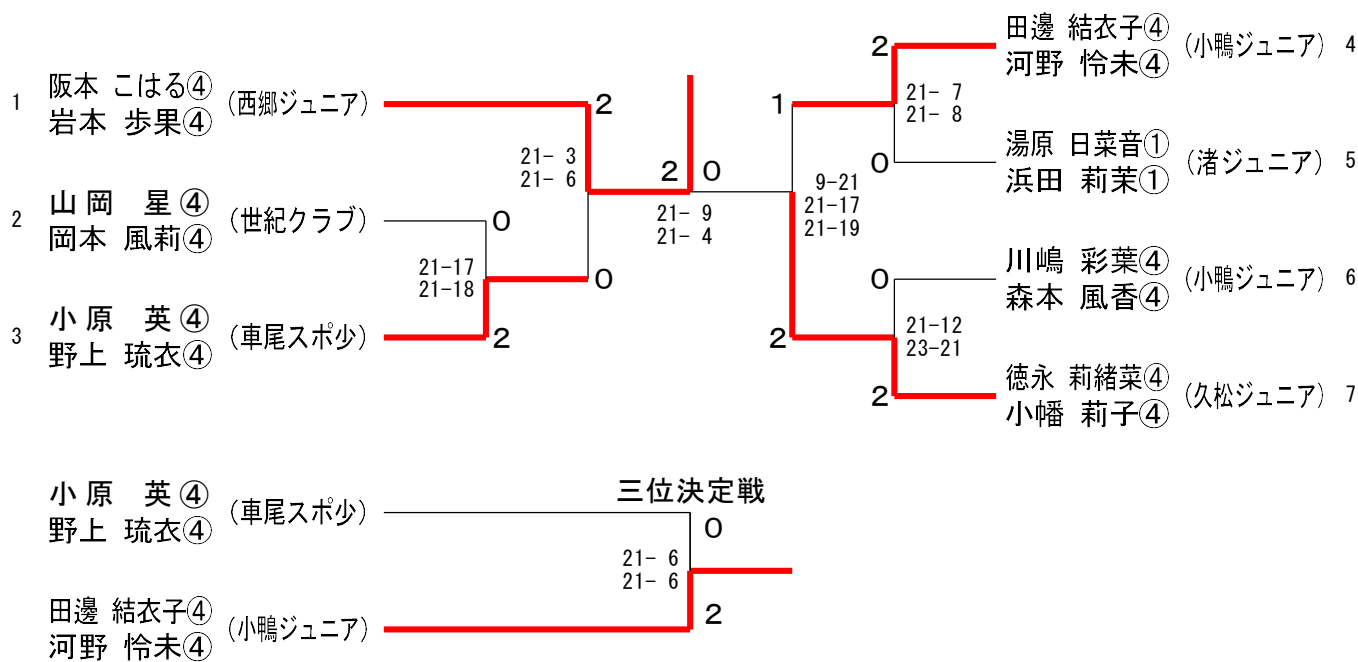 1 阪本 こはる④ (西郷ジュニア)
岩本 歩果④
2
21- 3
21- 6
2 山岡 星④ (世紀クラブ)
岡本 風莉④
0
21-17
21-18
0
3 小原 英④ (車尾スポ少)
野上 琉衣④
2
2 0
21- 9
21- 4
田邊 結衣子④ (小鴨ジュニア) 4
河野 怜未④
2
1
21- 7
21- 8
湯原 日菜音① (渚ジュニア) 5
浜田 莉茉①
0
9-21
21-17
21-19
川嶋 彩葉④ (小鴨ジュニア) 6
森本 風香④
0
21-12
23-21
2
徳永 莉緒菜④ (久松ジュニア) 7
小幡 莉子④
2
三位決定戦
小原 英④ (車尾スポ少)
野上 琉衣④
0
21- 6
21- 6
田邊 結衣子④ (小鴨ジュニア)
河野 怜未④
2